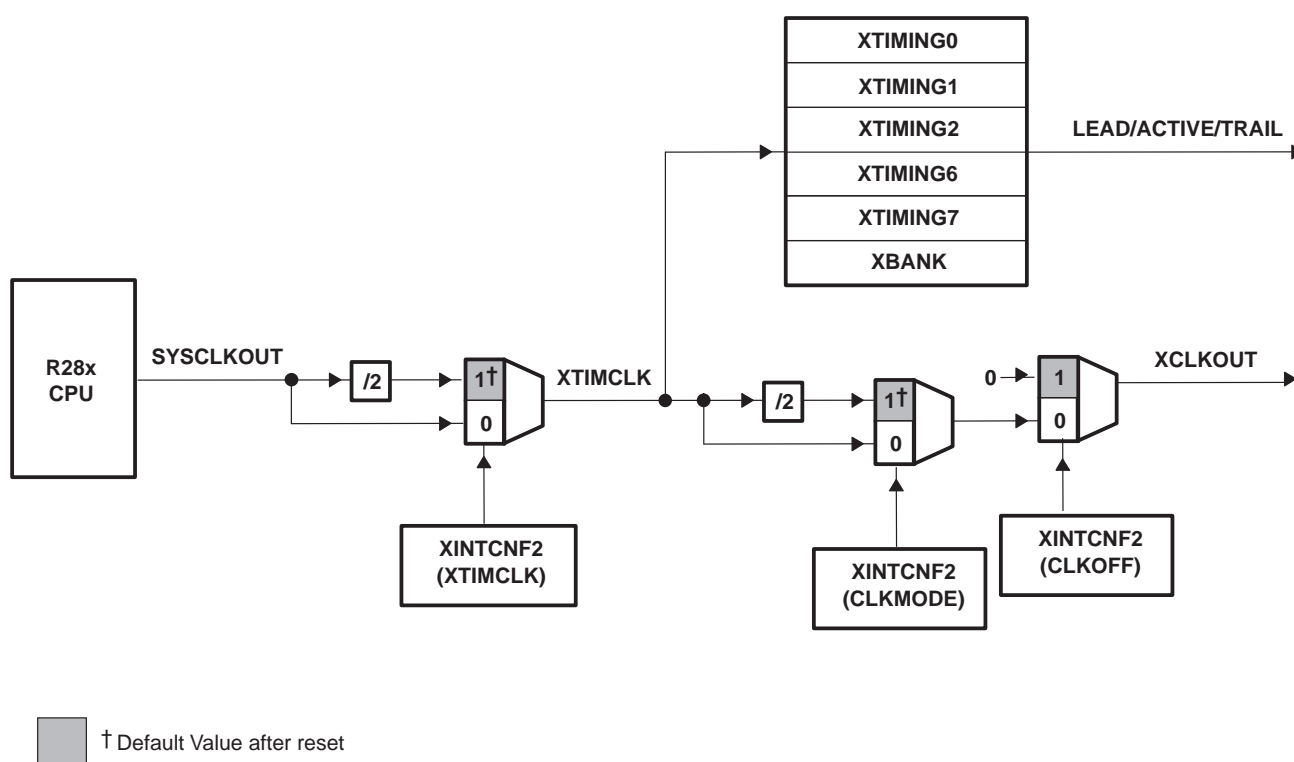 XTIMING0
XTIMING1
XTIMING2
XTIMING6
XTIMING7
XBANK
LEAD/ACTIVE/TRAIL
R28x
CPU
SYSCLKOUT
/2
1†
0
XTIMCLK
/2
1†
0
0
1
0
XCLKOUT
XINTCNF2
(XTIMCLK)
XINTCNF2
(CLKMODE)
XINTCNF2
(CLKOFF)
† Default Value after reset